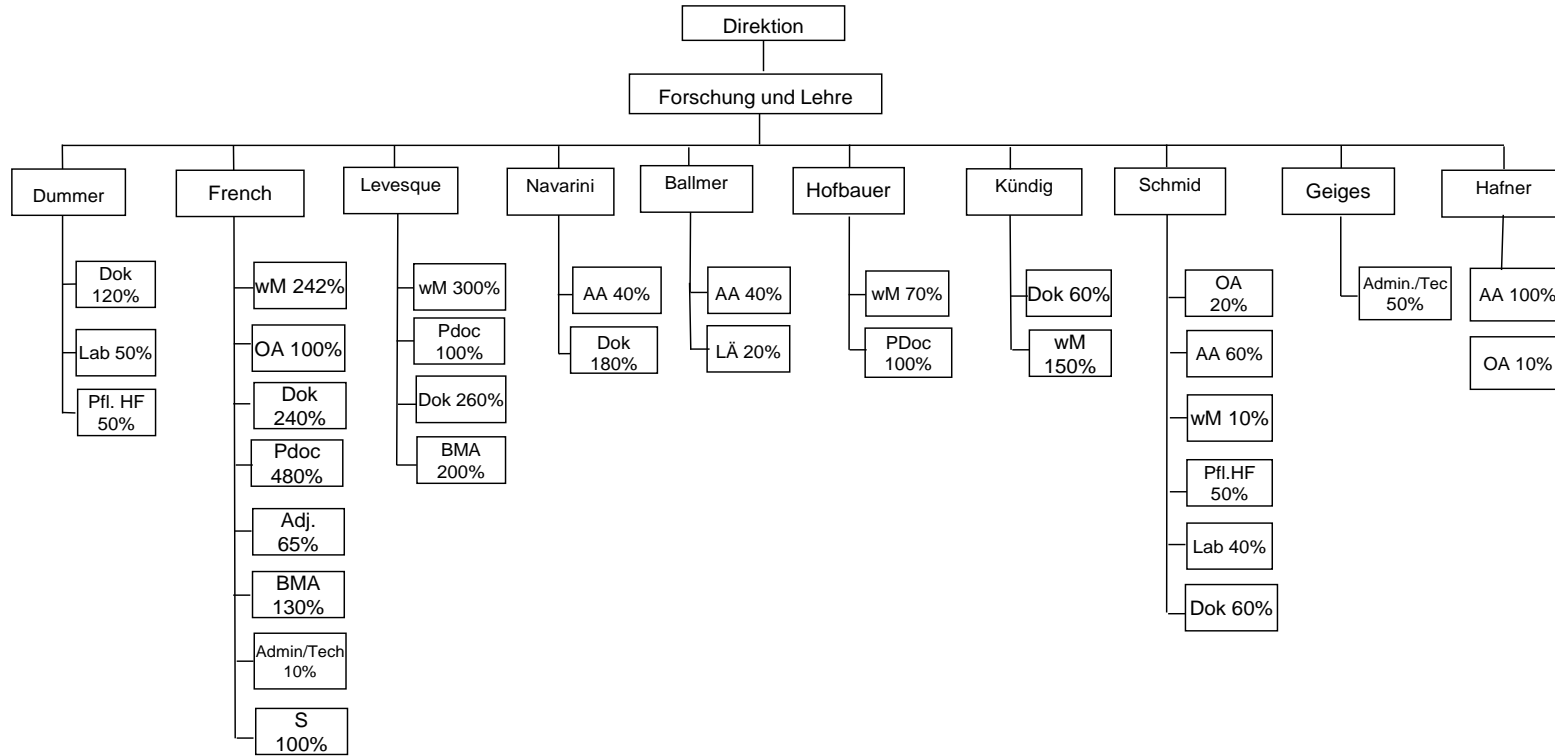 Direktion
Forschung und Lehre
Dummer
French
Levesque
Navarini
Ballmer
Hofbauer
Kündig
Schmid
Geiges
Hafner
Dok
120%
Lab 50%
Pfl. HF
50%
wM 242%
OA 100%
Dok
240%
Pdoc
480%
Adj.
65%
BMA
130%
Admin/Tech
10%
S
100%
wM 300%
Pdoc
100%
Dok 260%
BMA
200%
AA 40%
Dok
180%
AA 40%
LÄ 20%
wM 70%
PDoc
100%
Dok 60%
wM
150%
OA
20%
AA 60%
wM 10%
Pfl.HF
50%
Lab 40%
Dok 60%
Admin./Tec
50%
AA 100%
OA 10%